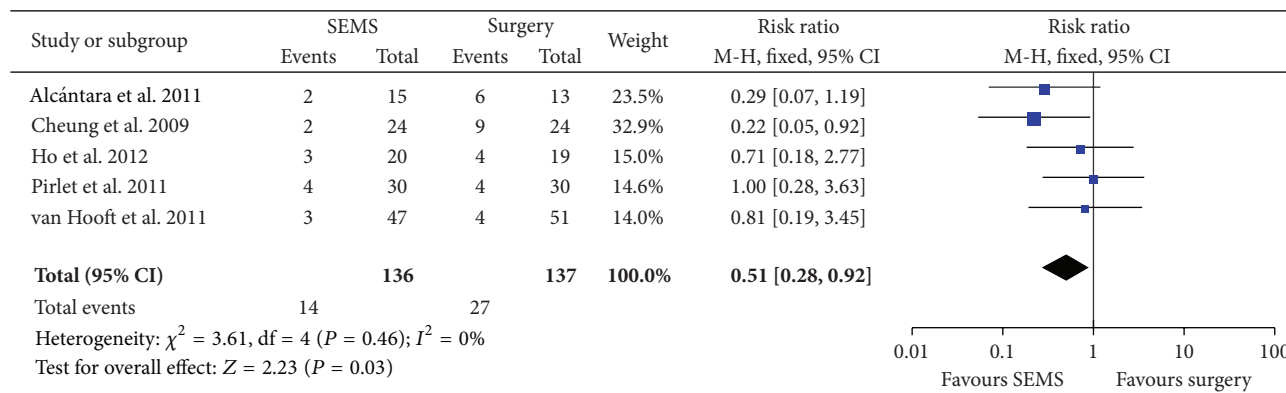 Study or subgroup SEMS Surgery Weight Risk ratio Risk ratio
Events Total Events Total M-H, fixed, 95% CI M-H, fixed, 95% CI
Alcántara et al. 2011 2 15 6 13 23.5% 0.29 [0.07, 1.19]
Cheung et al. 2009 2 24 9 24 32.9% 0.22 [0.05, 0.92]
Ho et al. 2012 3 20 4 19 15.0% 0.71 [0.18, 2.77]
Pirlet et al. 2011 4 30 4 30 14.6% 1.00 [0.28, 3.63]
van Hooft et al. 2011 3 47 4 51 14.0% 0.81 [0.19, 3.45]
Total (95% CI) 136 137 100.0% 0.51 [0.28, 0.92]
Total events 14 27
Heterogeneity: χ² = 3.61, df = 4 (P = 0.46); I² = 0%
Test for overall effect: Z = 2.23 (P = 0.03)
0.01 0.1 1 10 100
Favours SEMS Favours surgery